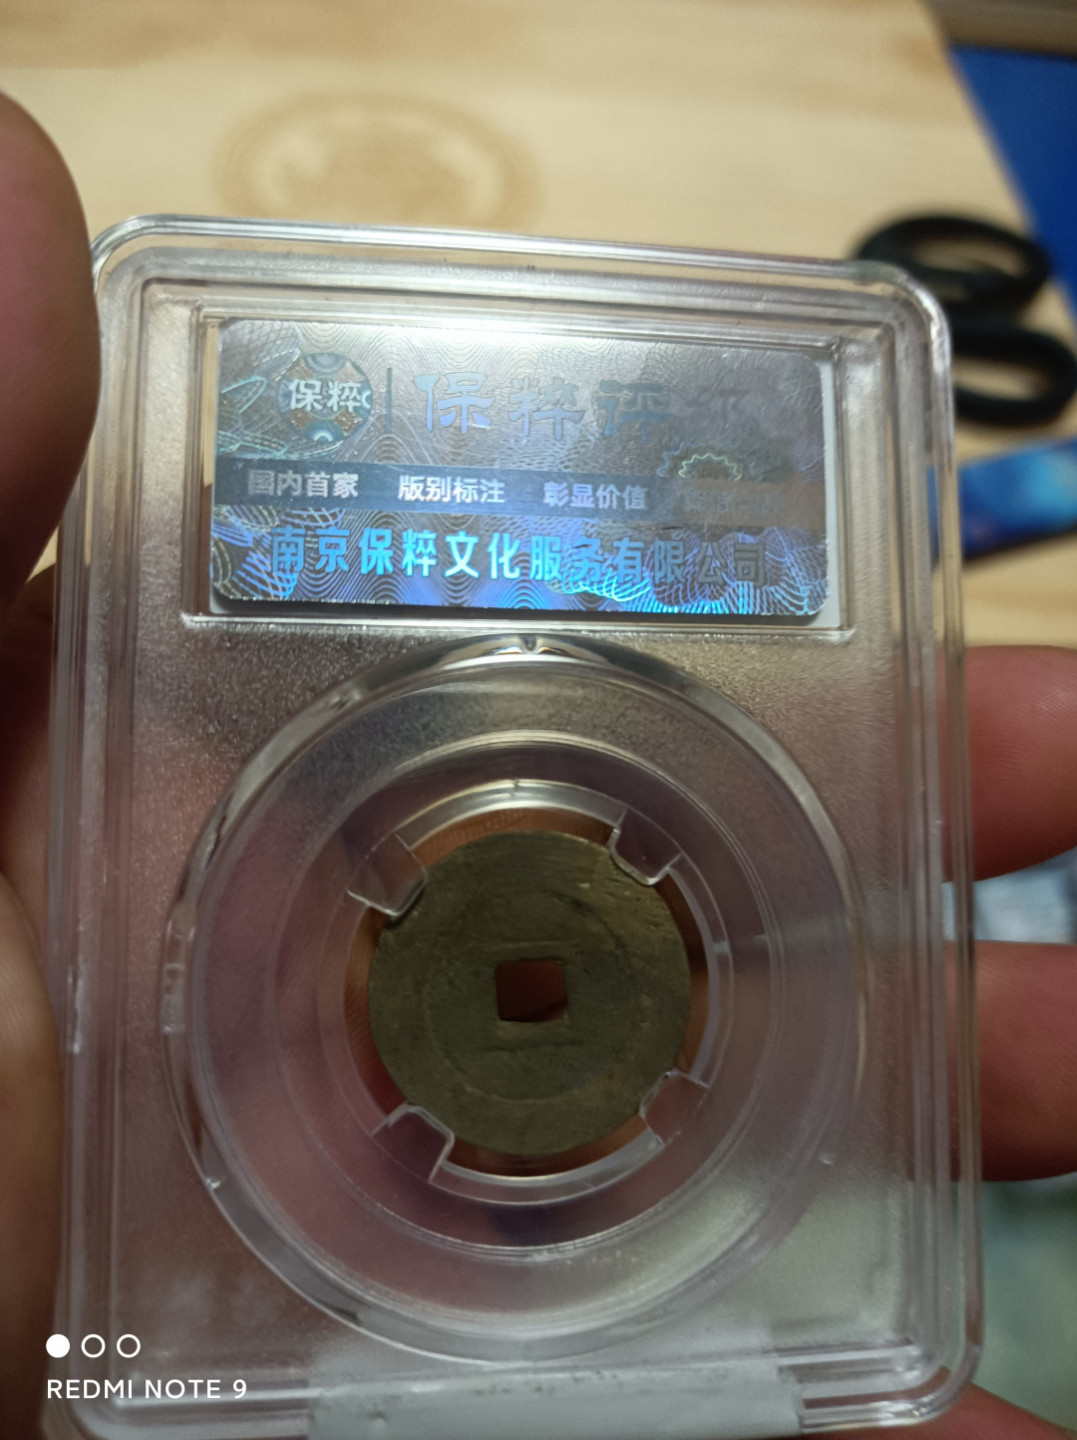 保粹
保粹评级
国内首家 版别标注 彰显价值
南京保粹文化服务有限公司
REDMI NOTE 9